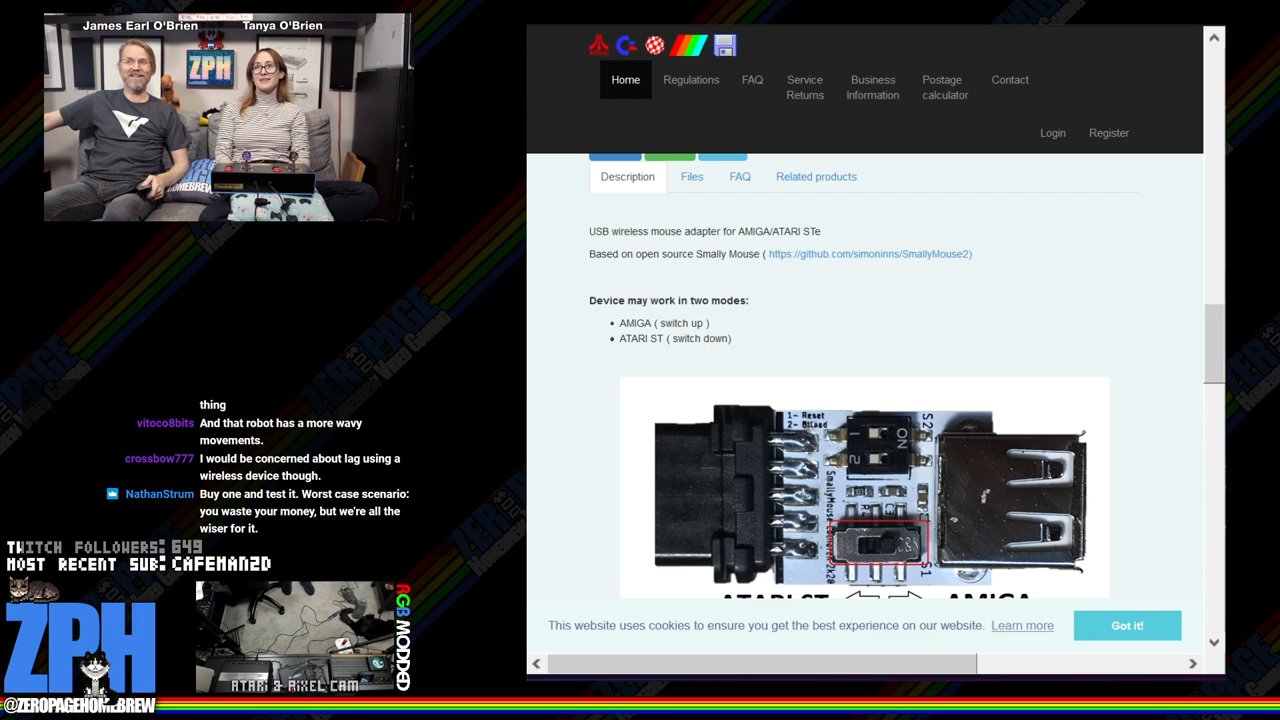 James Earl O'Brien
Tanya O'Brien
ZPH
HOMEBREW
Home
Regulations
FAQ
Service
Returns
Business
Information
Postage
calculator
Contact
Login
Register
Description
Files
FAQ
Related products
USB wireless mouse adapter for AMIGA/ATARI STe
Based on open source Smally Mouse ( https://github.com/simoninns/SmallyMouse2)
Device may work in two modes:
AMIGA ( switch up )
ATARI ST ( switch down)
1- Reset
S2
ON
1 2
S1
ATARI ST
AMIGA
This website uses cookies to ensure you get the best experience on our website. Learn more
Got it!
thing
vitoco8bits And that robot has a more wavy
movements.
crossbow777 I would be concerned about lag using a
wireless device though.
NathanStrum Buy one and test it. Worst case scenario:
you waste your money, but we're all the
wiser for it.
TWITCH FOLLOWERS: 649
MOST RECENT SUB: CAFEMAN2D
ZPH
@ZEROPAGEHOMEBREW
ATARI & PIXEL CAM
RGB MODDED